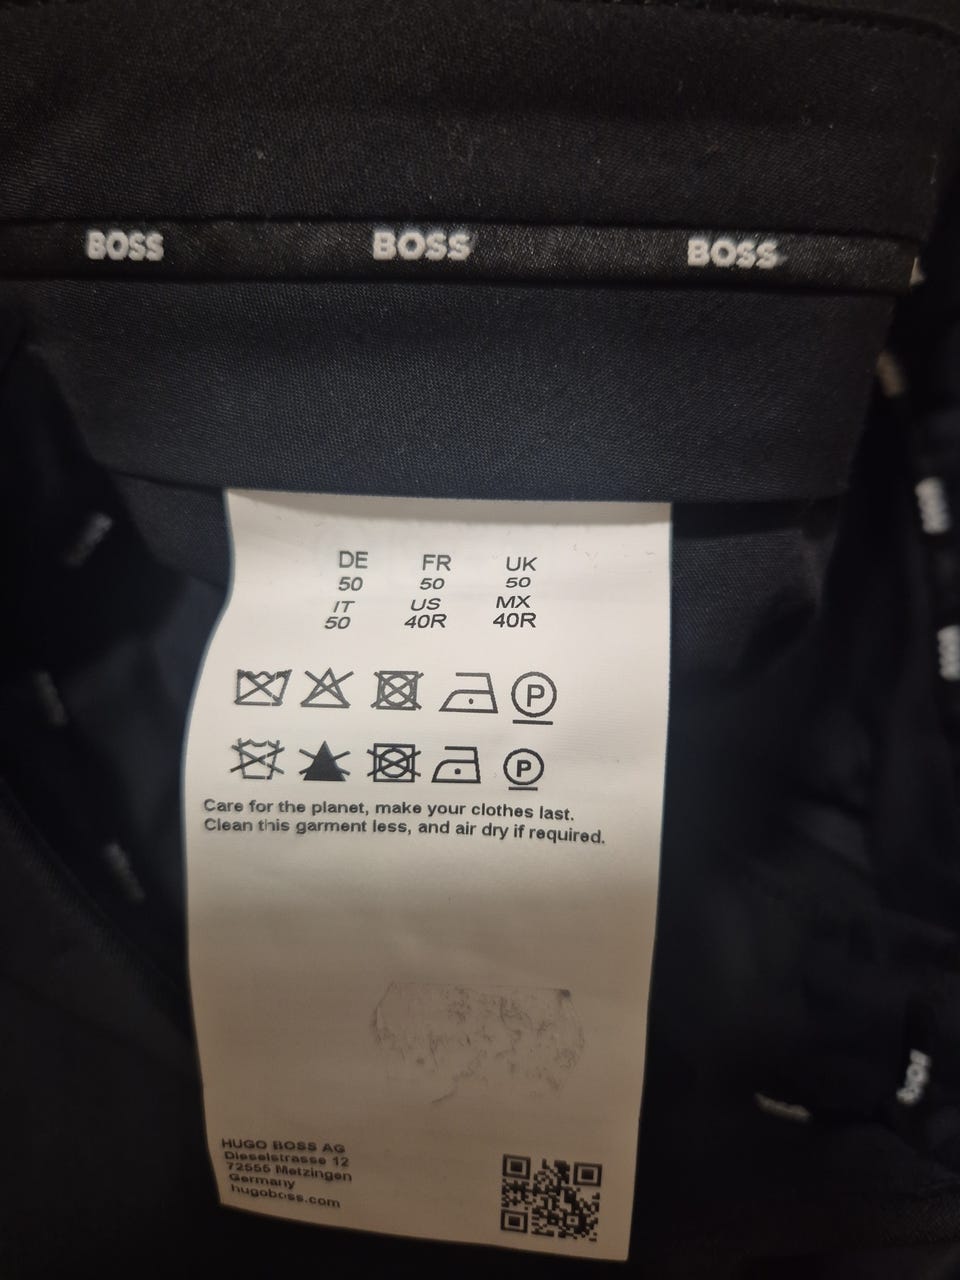 BOSS BOSS BOSS
DE FR UK
50 50 50
IT US MX
50 40R 40R
P
P
Care for the planet, make your clothes last.
Clean this garment less, and air dry if required.
HUGO BOSS AG
Dieselstrasse 12
72555 Metzingen
Germany
hugoboss.com